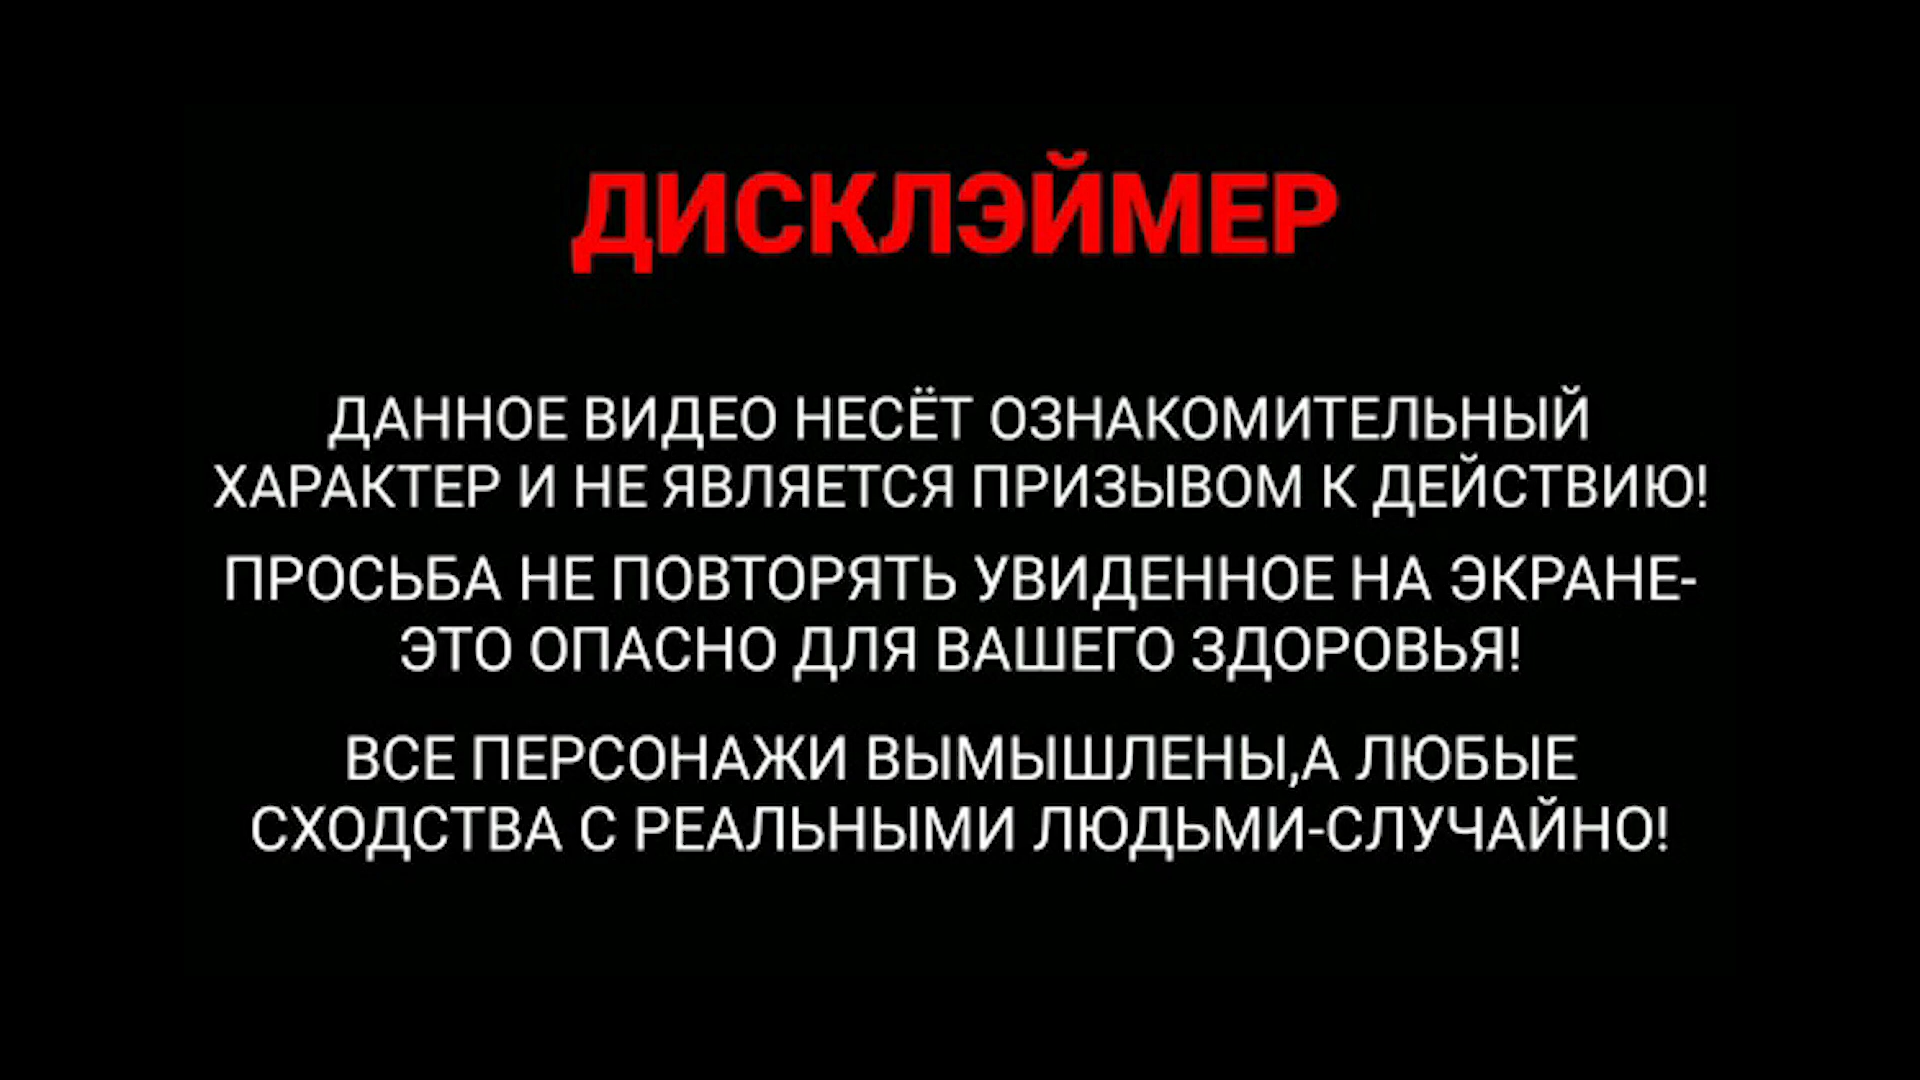 ДИСКЛЭЙМЕР
ДАННОЕ ВИДЕО НЕСЁТ ОЗНАКОМИТЕЛЬНЫЙ
ХАРАКТЕР И НЕ ЯВЛЯЕТСЯ ПРИЗЫВОМ К ДЕЙСТВИЮ!
ПРОСЬБА НЕ ПОВТОРЯТЬ УВИДЕННОЕ НА ЭКРАНЕ-
ЭТО ОПАСНО ДЛЯ ВАШЕГО ЗДОРОВЬЯ!
ВСЕ ПЕРСОНАЖИ ВЫМЫШЛЕНЫ,А ЛЮБЫЕ
СХОДСТВА С РЕАЛЬНЫМИ ЛЮДЬМИ-СЛУЧАЙНО!